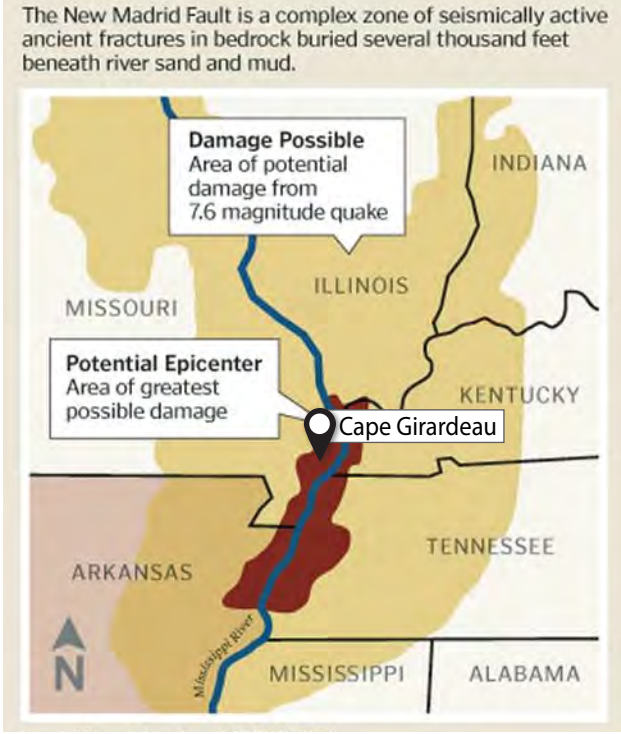 The New Madrid Fault is a complex zone of seismically active
ancient fractures in bedrock buried several thousand feet
beneath river sand and mud.
Damage Possible
Area of potential
damage from
7.6 magnitude quake
INDIANA
ILLINOIS
MISSOURI
Potential Epicenter
Area of greatest
possible damage
KENTUCKY
Cape Girardeau
TENNESSEE
ARKANSAS
Mississippi River
N
MISSISSIPPI
ALABAMA